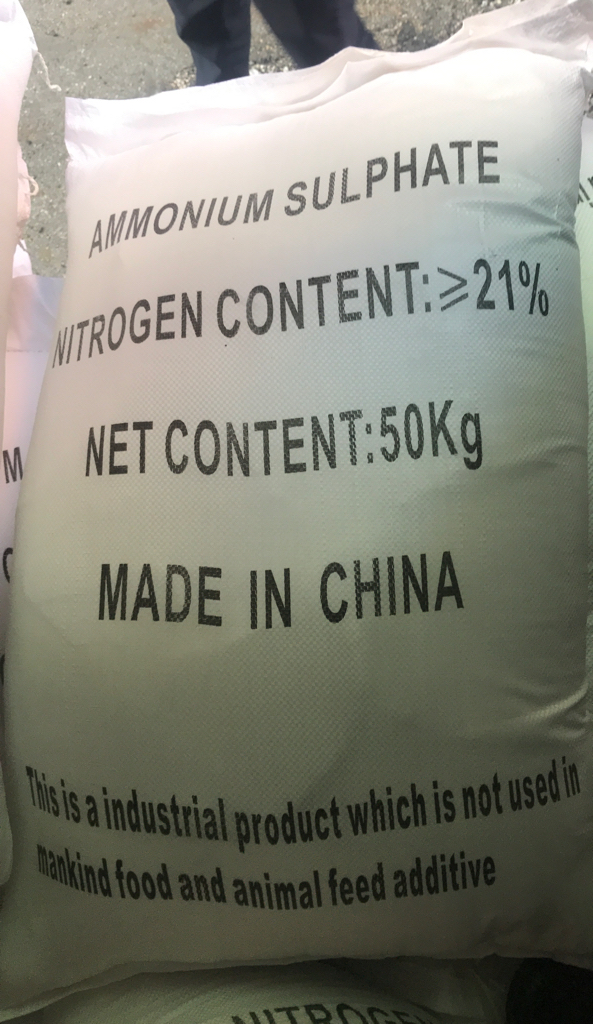 AMMONIUM SULPHATE
NITROGEN CONTENT:⩾21%
NET CONTENT:50Kg
MADE IN CHINA
This is a industrial product which is not used in
mankind food and animal feed additive
M
NITROGEN